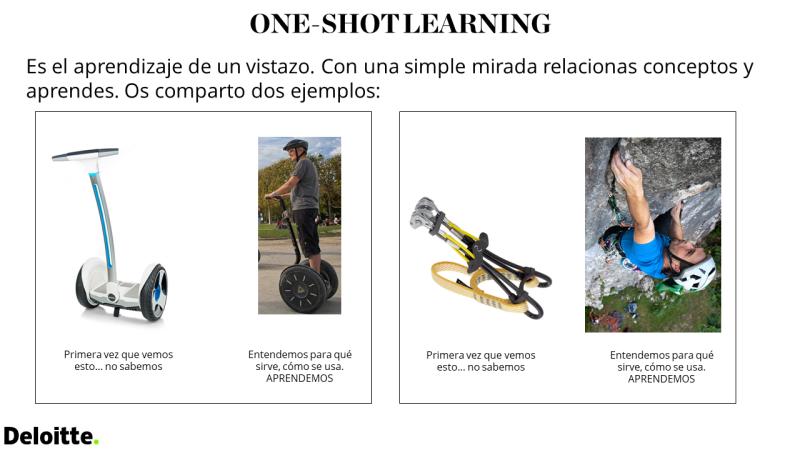 ONE-SHOT LEARNING
Es el aprendizaje de un vistazo. Con una simple mirada relacionas conceptos y
aprendes. Os comparto dos ejemplos:
Primera vez que vemos
esto... no sabemos
Entendemos para qué
sirve, cómo se usa.
APRENDEMOS
Primera vez que vemos
esto... no sabemos
Entendemos para qué
sirve, cómo se usa.
APRENDEMOS
Deloitte.